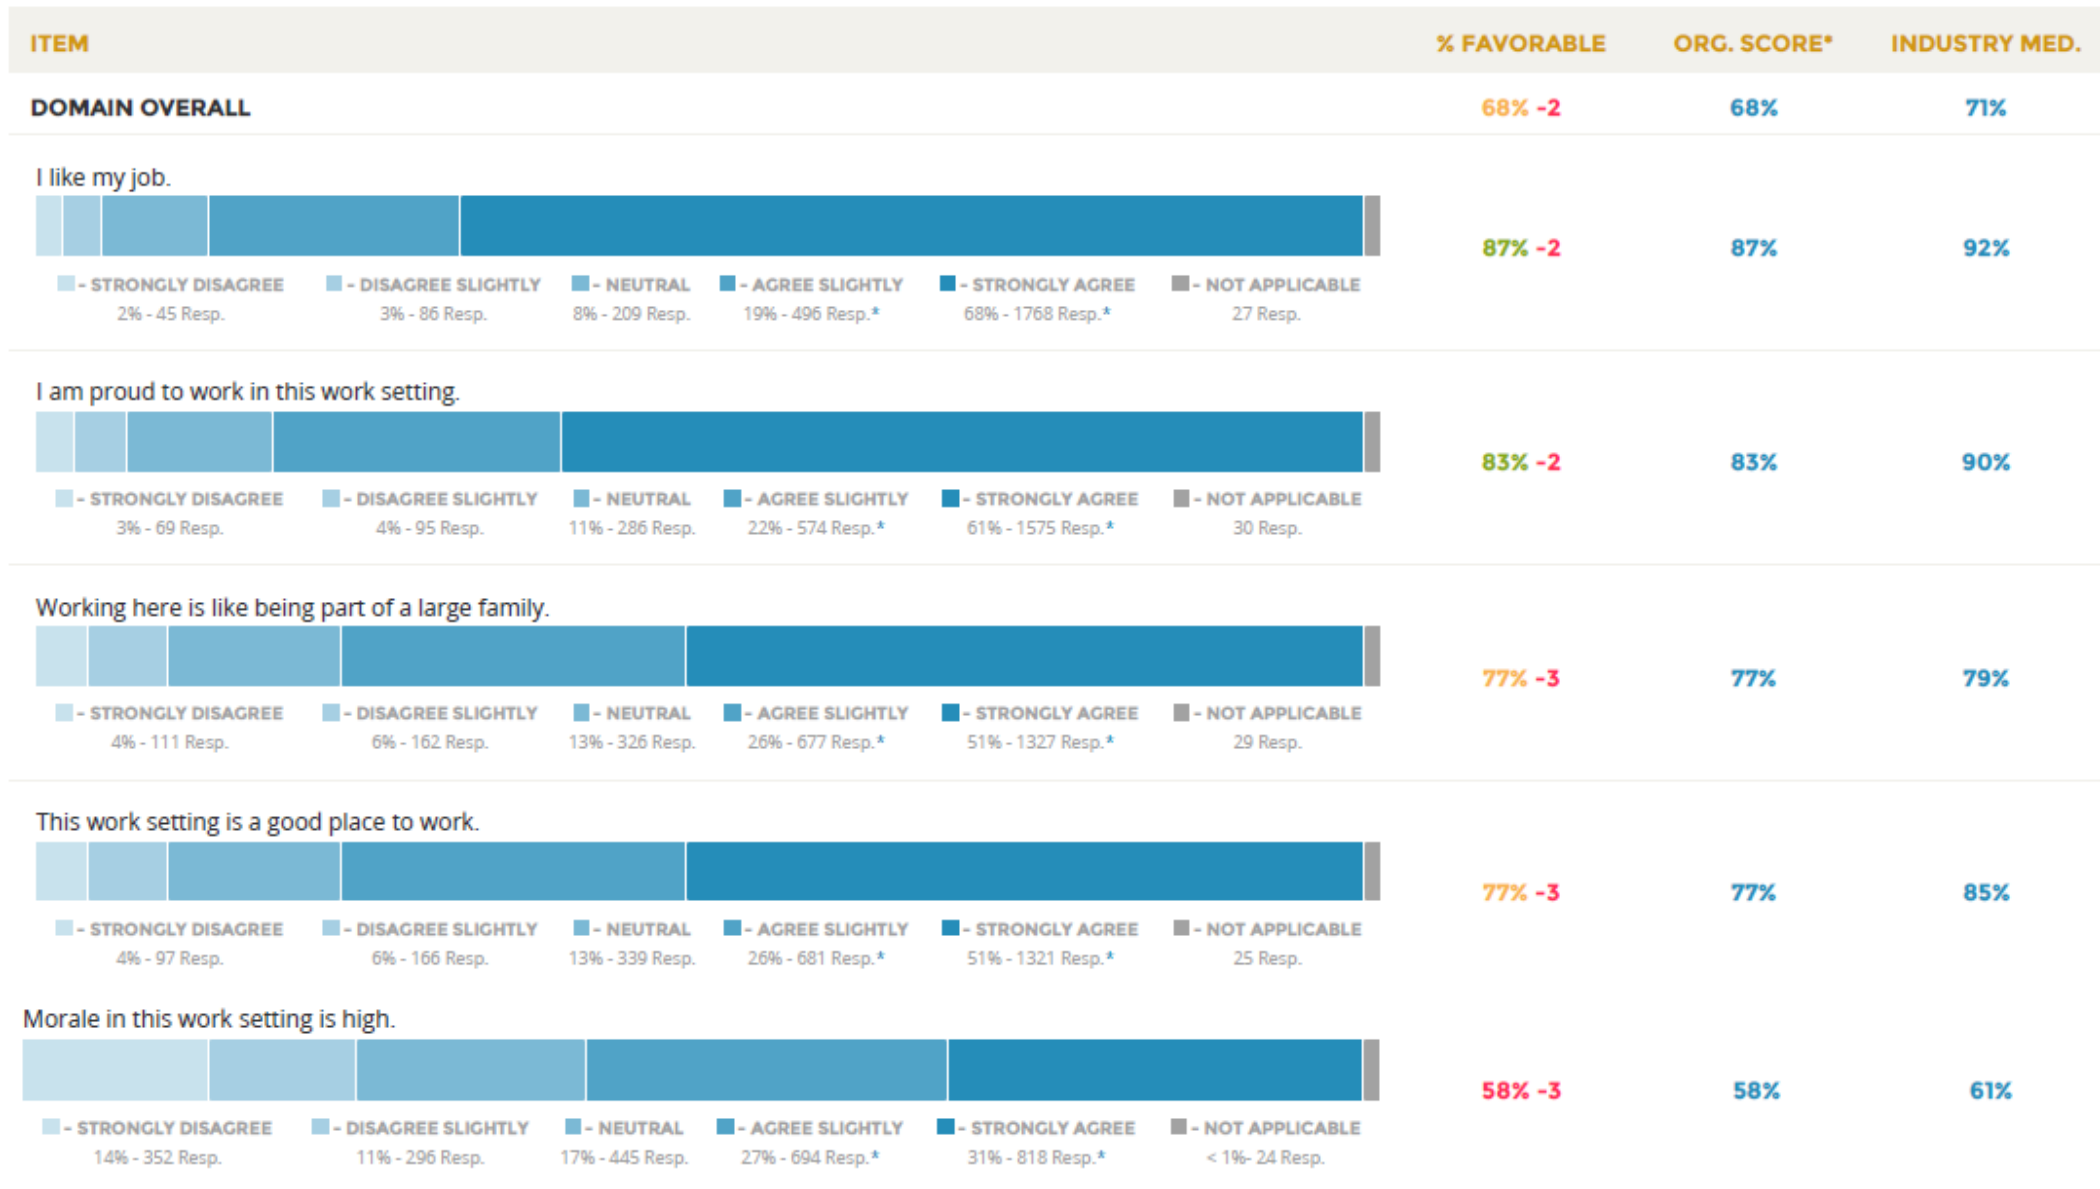 ITEM % FAVORABLE ORG. SCORE* INDUSTRY MED.
DOMAIN OVERALL 68% -2 68% 71%
I like my job.
87% -2 87% 92%
- STRONGLY DISAGREE - DISAGREE SLIGHTLY - NEUTRAL - AGREE SLIGHTLY - STRONGLY AGREE - NOT APPLICABLE
2% - 45 Resp. 3% - 86 Resp. 8% - 209 Resp. 19% - 496 Resp.* 68% - 1768 Resp.* 27 Resp.
I am proud to work in this work setting.
83% -2 83% 90%
- STRONGLY DISAGREE - DISAGREE SLIGHTLY - NEUTRAL - AGREE SLIGHTLY - STRONGLY AGREE - NOT APPLICABLE
3% - 69 Resp. 4% - 95 Resp. 11% - 286 Resp. 22% - 574 Resp.* 61% - 1575 Resp.* 30 Resp.
Working here is like being part of a large family.
77% -3 77% 79%
- STRONGLY DISAGREE - DISAGREE SLIGHTLY - NEUTRAL - AGREE SLIGHTLY - STRONGLY AGREE - NOT APPLICABLE
4% - 111 Resp. 6% - 162 Resp. 13% - 326 Resp. 26% - 677 Resp.* 51% - 1327 Resp.* 29 Resp.
This work setting is a good place to work.
77% -3 77% 85%
- STRONGLY DISAGREE - DISAGREE SLIGHTLY - NEUTRAL - AGREE SLIGHTLY - STRONGLY AGREE - NOT APPLICABLE
4% - 97 Resp. 6% - 166 Resp. 13% - 339 Resp. 26% - 681 Resp.* 51% - 1321 Resp.* 25 Resp.
Morale in this work setting is high.
58% -3 58% 61%
- STRONGLY DISAGREE - DISAGREE SLIGHTLY - NEUTRAL - AGREE SLIGHTLY - STRONGLY AGREE - NOT APPLICABLE
14% - 352 Resp. 11% - 296 Resp. 17% - 445 Resp. 27% - 694 Resp.* 31% - 818 Resp.* < 1%- 24 Resp.